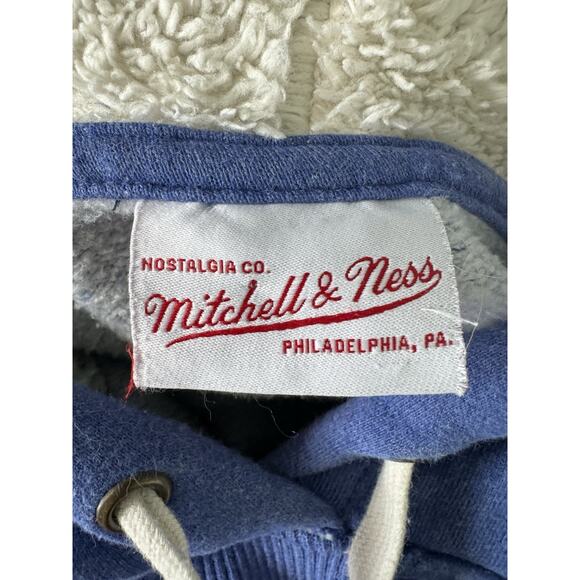 NOSTALGIA CO.
Mitchell & Ness
PHILADELPHIA, PA.